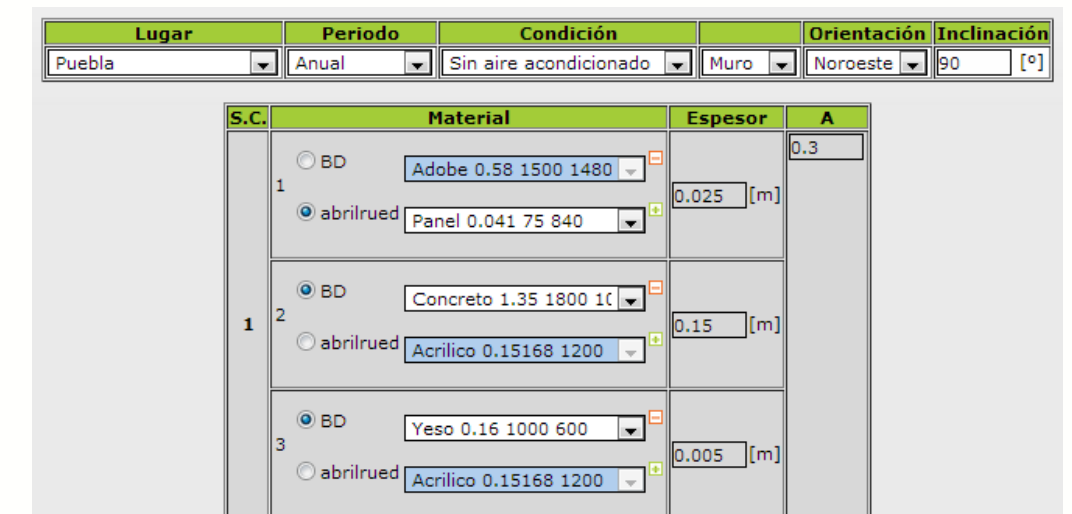 Lugar Periodo Condición Orientación Inclinación
Puebla Anual Sin aire acondicionado Muro Noroeste 90 [º]
S.C. Material Espesor A
BD Adobe 0.58 1500 1480 0.3
1 0.025 [m]
abrilrued Panel 0.041 75 840
BD Concreto 1.35 1800 10
1 2 0.15 [m]
abrilrued Acrilico 0.15168 1200
BD Yeso 0.16 1000 600
3 0.005 [m]
abrilrued Acrilico 0.15168 1200